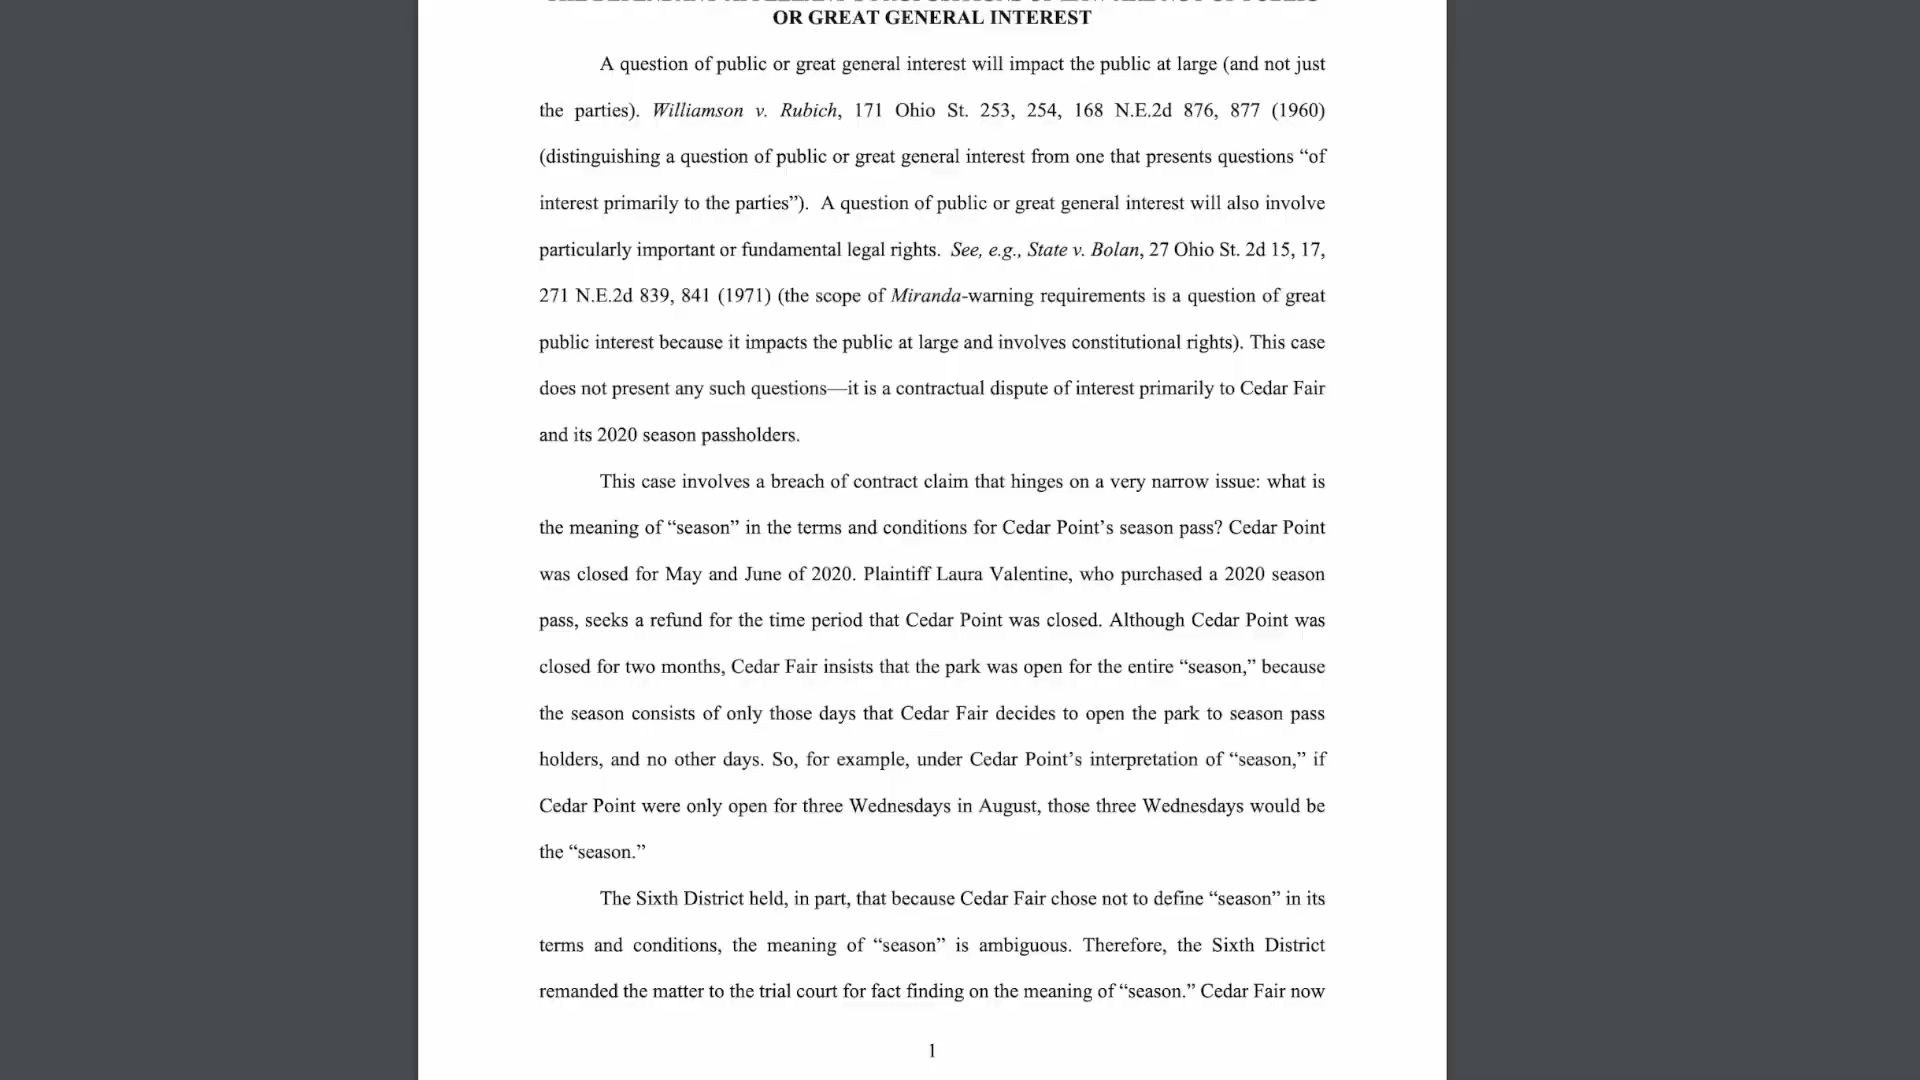 OR GREAT GENERAL INTEREST
A question of public or great general interest will impact the public at large (and not just
the parties). Williamson v. Rubich, 171 Ohio St. 253, 254, 168 N.E.2d 876, 877 (1960)
(distinguishing a question of public or great general interest from one that presents questions “of
interest primarily to the parties”).  A question of public or great general interest will also involve
particularly important or fundamental legal rights.  See, e.g., State v. Bolan, 27 Ohio St. 2d 15, 17,
271 N.E.2d 839, 841 (1971) (the scope of Miranda-warning requirements is a question of great
public interest because it impacts the public at large and involves constitutional rights). This case
does not present any such questions—it is a contractual dispute of interest primarily to Cedar Fair
and its 2020 season passholders.
This case involves a breach of contract claim that hinges on a very narrow issue: what is
the meaning of “season” in the terms and conditions for Cedar Point’s season pass? Cedar Point
was closed for May and June of 2020. Plaintiff Laura Valentine, who purchased a 2020 season
pass, seeks a refund for the time period that Cedar Point was closed. Although Cedar Point was
closed for two months, Cedar Fair insists that the park was open for the entire “season,” because
the season consists of only those days that Cedar Fair decides to open the park to season pass
holders, and no other days. So, for example, under Cedar Point’s interpretation of “season,” if
Cedar Point were only open for three Wednesdays in August, those three Wednesdays would be
the “season.”
The Sixth District held, in part, that because Cedar Fair chose not to define “season” in its
terms and conditions, the meaning of “season” is ambiguous. Therefore, the Sixth District
remanded the matter to the trial court for fact finding on the meaning of “season.” Cedar Fair now
1